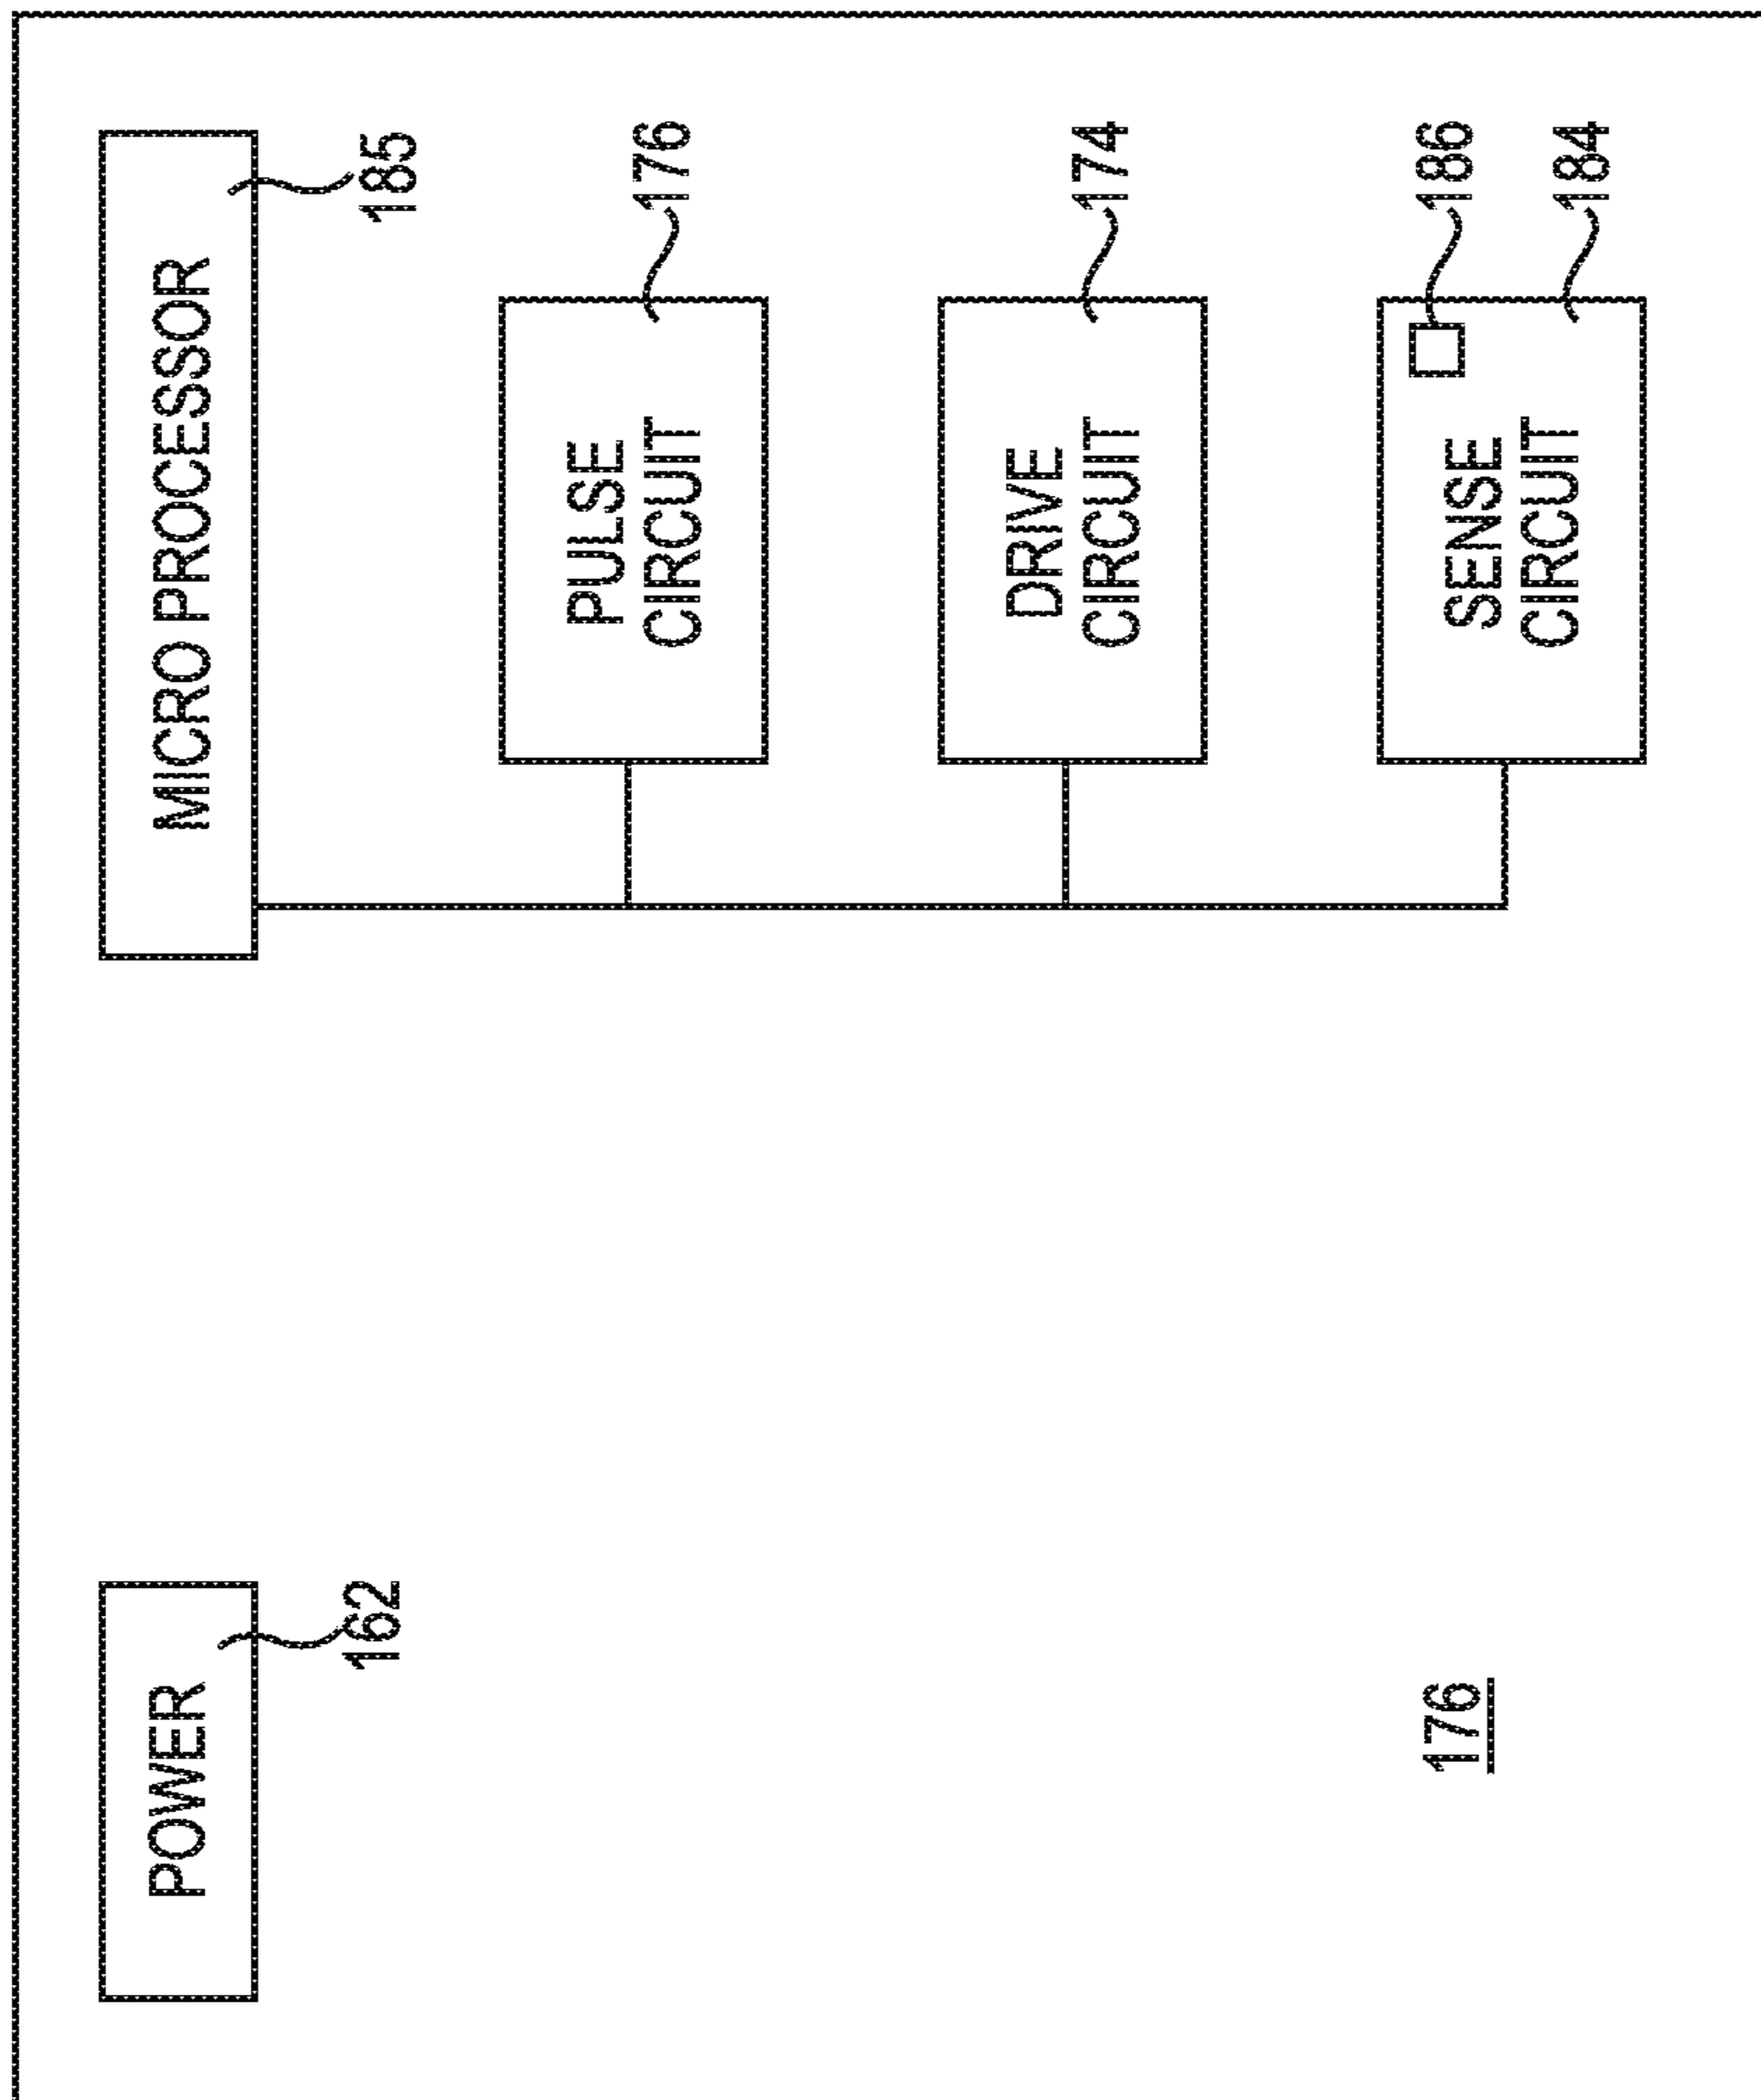 POWER
162
MICRO PROCESSOR
185
PULSE
CIRCUIT
176
DRIVE
CIRCUIT
174
186
SENSE
CIRCUIT
184
176